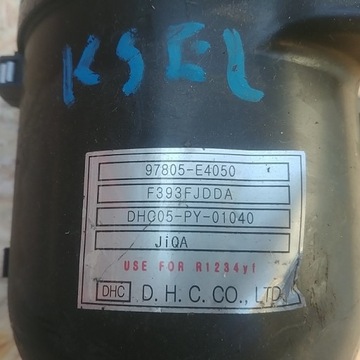 KSEL
97805-E4050
F393FJDDA
DHC05-PY-01040
JiQA
USE FOR R1234yf
DHC D. H. C. CO., LTD